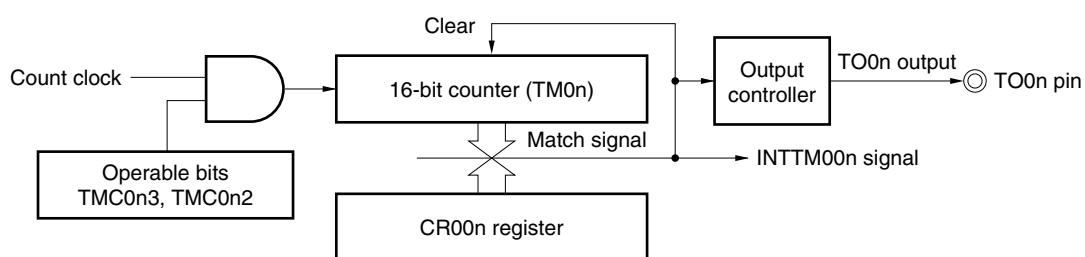 Clear
Count clock
16-bit counter (TM0n)
Output
controller
TO0n output
TO0n pin
Match signal
INTTM00n signal
Operable bits
TMC0n3, TMC0n2
CR00n register